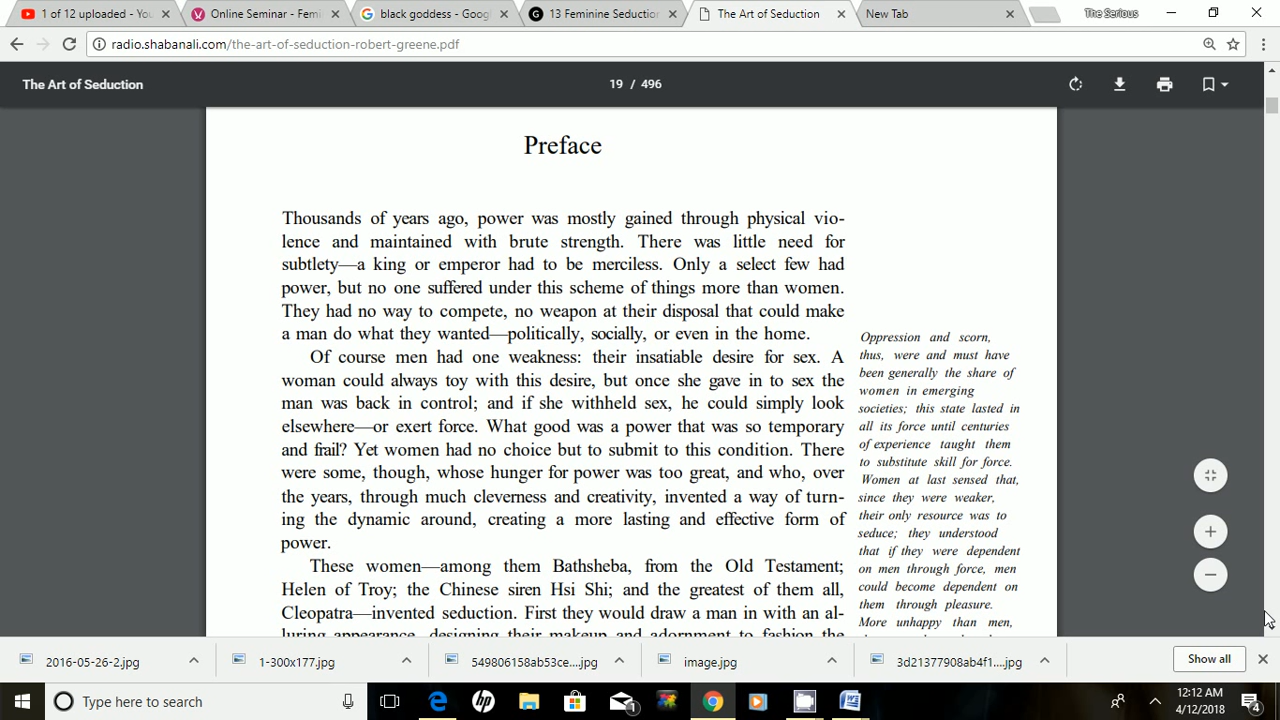 1 of 12 uploaded - You
Online Seminar - Femi
black goddess - Goog
13 Feminine Seductio
The Art of Seduction
New Tab
The Serious
radio.shabanali.com/the-art-of-seduction-robert-greene.pdf
The Art of Seduction
19 / 496
Preface
Thousands of years ago, power was mostly gained through physical vio-
lence and maintained with brute strength. There was little need for
subtlety—a king or emperor had to be merciless. Only a select few had
power, but no one suffered under this scheme of things more than women.
They had no way to compete, no weapon at their disposal that could make
a man do what they wanted—politically, socially, or even in the home.
Of course men had one weakness: their insatiable desire for sex. A
woman could always toy with this desire, but once she gave in to sex the
man was back in control; and if she withheld sex, he could simply look
elsewhere—or exert force. What good was a power that was so temporary
and frail? Yet women had no choice but to submit to this condition. There
were some, though, whose hunger for power was too great, and who, over
the years, through much cleverness and creativity, invented a way of turn-
ing the dynamic around, creating a more lasting and effective form of
power.
These women—among them Bathsheba, from the Old Testament;
Helen of Troy; the Chinese siren Hsi Shi; and the greatest of them all,
Cleopatra—invented seduction. First they would draw a man in with an al-
luring appearance, designing their makeup and adornment to fashion the
Oppression and scorn,
thus, were and must have
been generally the share of
women in emerging
societies; this state lasted in
all its force until centuries
of experience taught them
to substitute skill for force.
Women at last sensed that,
since they were weaker,
their only resource was to
seduce; they understood
that if they were dependent
on men through force, men
could become dependent on
them through pleasure.
More unhappy than men,
2016-05-26-2.jpg
1-300x177.jpg
549806158ab53ce....jpg
image.jpg
3d21377908ab4f1....jpg
Show all
Type here to search
1
12:12 AM
4/12/2018
4